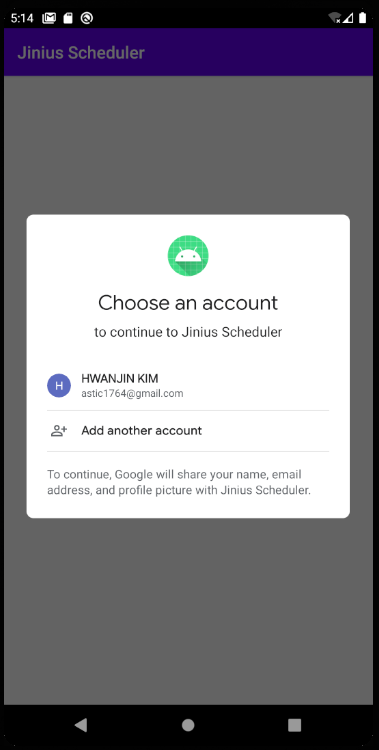 5:14
Jinius Scheduler
Choose an account
to continue to Jinius Scheduler
H
HWANJIN KIM
astic1764@gmail.com
Add another account
To continue, Google will share your name, email
address, and profile picture with Jinius Scheduler.